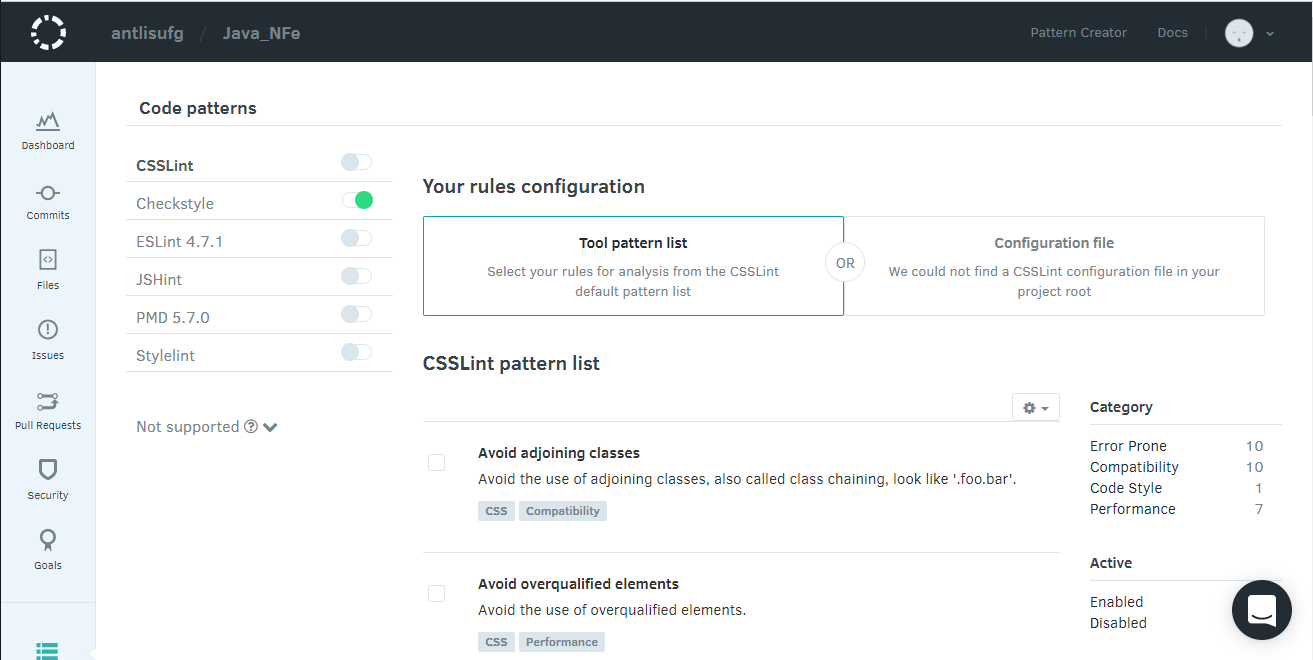 antlisufg / Java_NFe
Pattern Creator
Docs
Dashboard
Commits
Files
Issues
Pull Requests
Security
Goals
Code patterns
CSSLint
Checkstyle
ESLint 4.7.1
JSHint
PMD 5.7.0
Stylelint
Not supported
Your rules configuration
Tool pattern list
Select your rules for analysis from the CSSLint
default pattern list
OR
Configuration file
We could not find a CSSLint configuration file in your
project root
CSSLint pattern list
Avoid adjoining classes
Avoid the use of adjoining classes, also called class chaining, look like '.foo.bar'.
CSS Compatibility
Avoid overqualified elements
Avoid the use of overqualified elements.
CSS Performance
Category
Error Prone 10
Compatibility 10
Code Style 1
Performance 7
Active
Enabled
Disabled